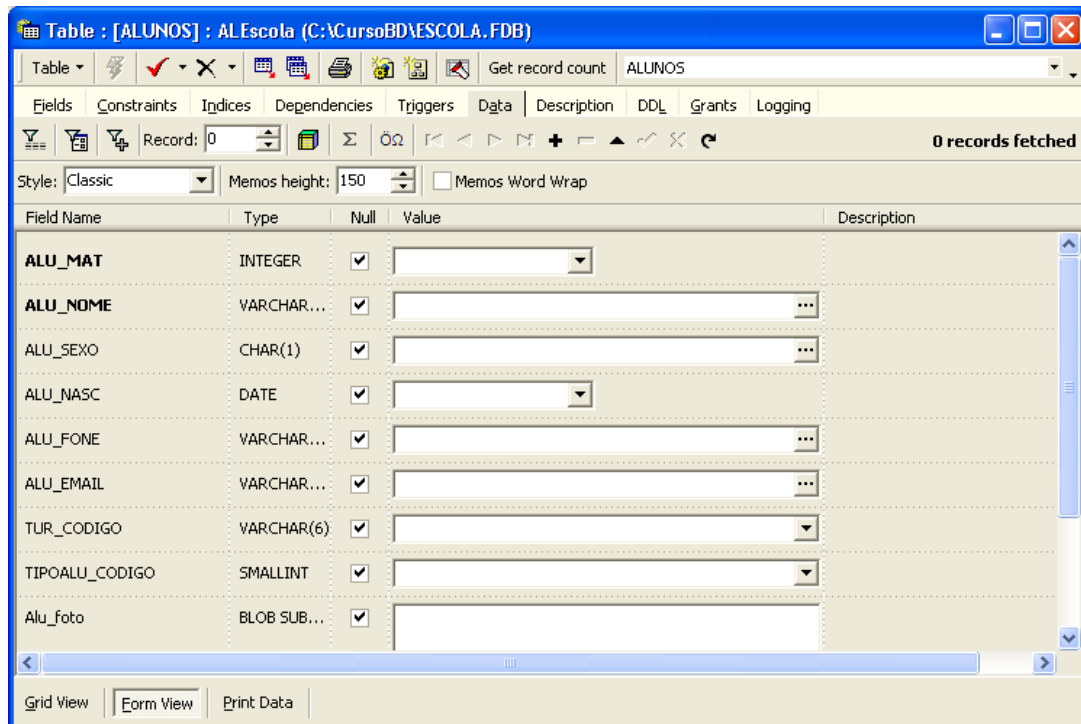 Table : [ALUNOS] : ALEscola (C:\CursoBD\ESCOLA.FDB)
Table Get record count ALUNOS
Fields Constraints Indices Dependencies Triggers Data Description DDL Grants Logging
Record: 0 Σ ÖΩ 0 records fetched
Style: Classic Memos height: 150 Memos Word Wrap
Field Name Type Null Value Description
ALU_MAT INTEGER
ALU_NOME VARCHAR...
ALU_SEXO CHAR(1)
ALU_NASC DATE
ALU_FONE VARCHAR...
ALU_EMAIL VARCHAR...
TUR_CODIGO VARCHAR(6)
TIPOALU_CODIGO SMALLINT
Alu_foto BLOB SUB...
Grid View Form View Print Data